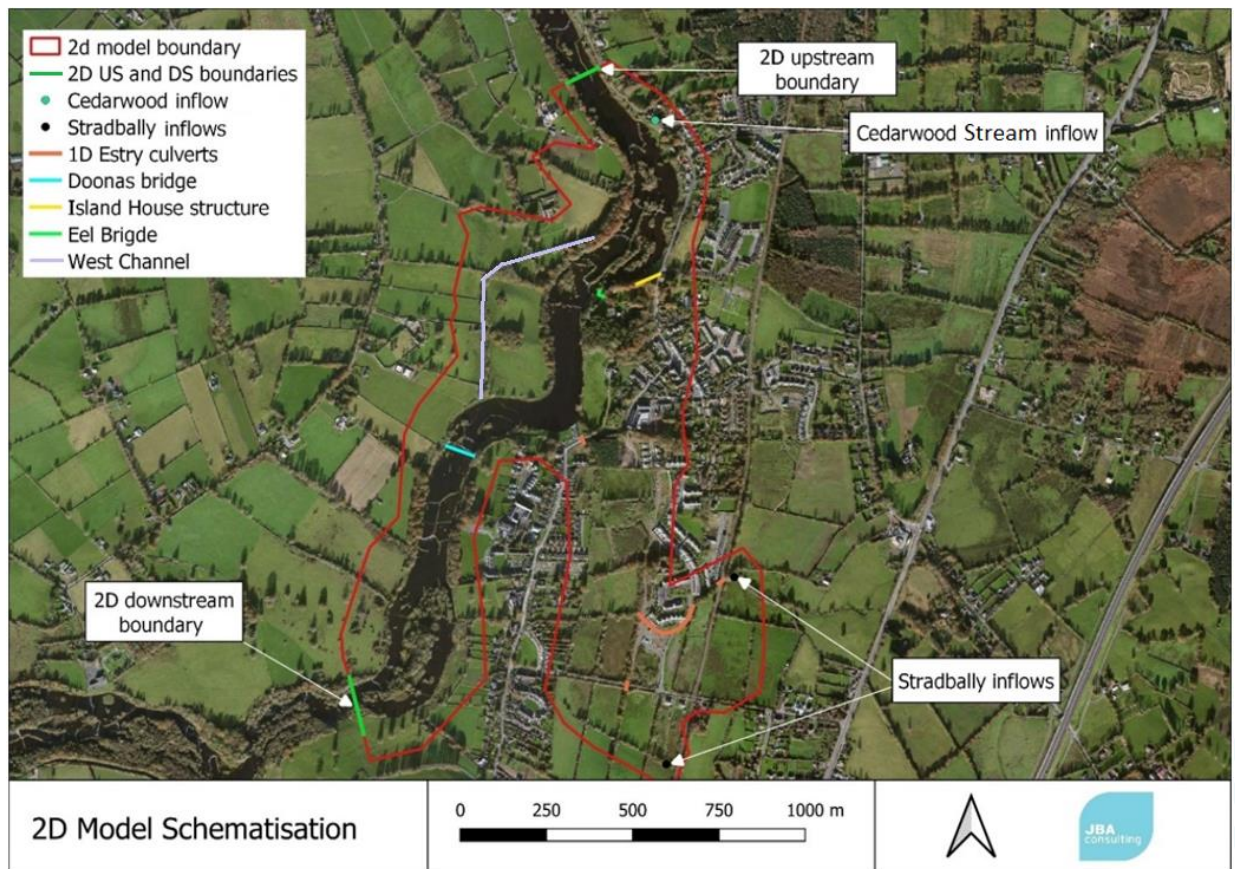 2d model boundary
2D US and DS boundaries
Cedarwood inflow
Stradbally inflows
1D Estry culverts
Doonas bridge
Island House structure
Eel Brigde
West Channel
2D upstream
boundary
Cedarwood Stream inflow
2D downstream
boundary
Stradbally inflows
2D Model Schematisation
0 250 500 750 1000 m
JBA
consulting